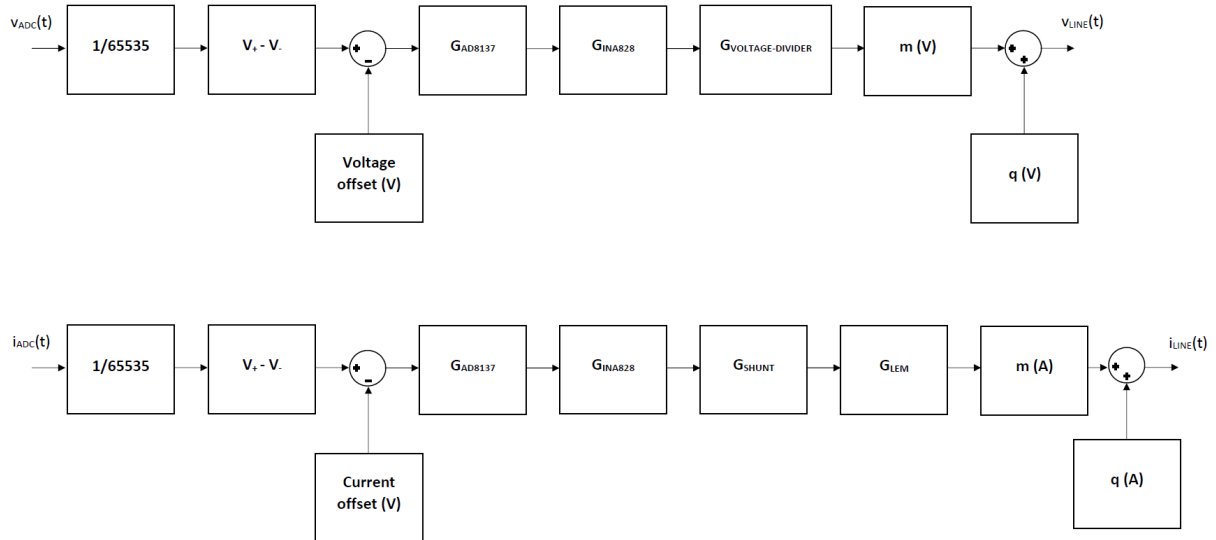 vADC(t)
1/65535
V+ - V-
+
−
GAD8137
GINA828
GVOLTAGE-DIVIDER
m (V)
+
+
vLINE(t)
Voltage
offset (V)
q (V)
iADC(t)
1/65535
V+ - V-
+
−
GAD8137
GINA828
GSHUNT
GLEM
m (A)
+
+
iLINE(t)
Current
offset (V)
q (A)